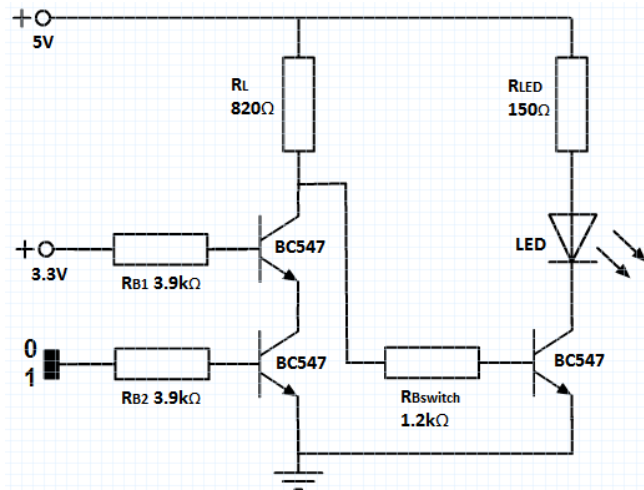 +
5V
RL
820Ω
RLED
150Ω
BC547
LED
+
3.3V
RB1 3.9kΩ
0
1
BC547
RB2 3.9kΩ
BC547
RBswitch
1.2kΩ